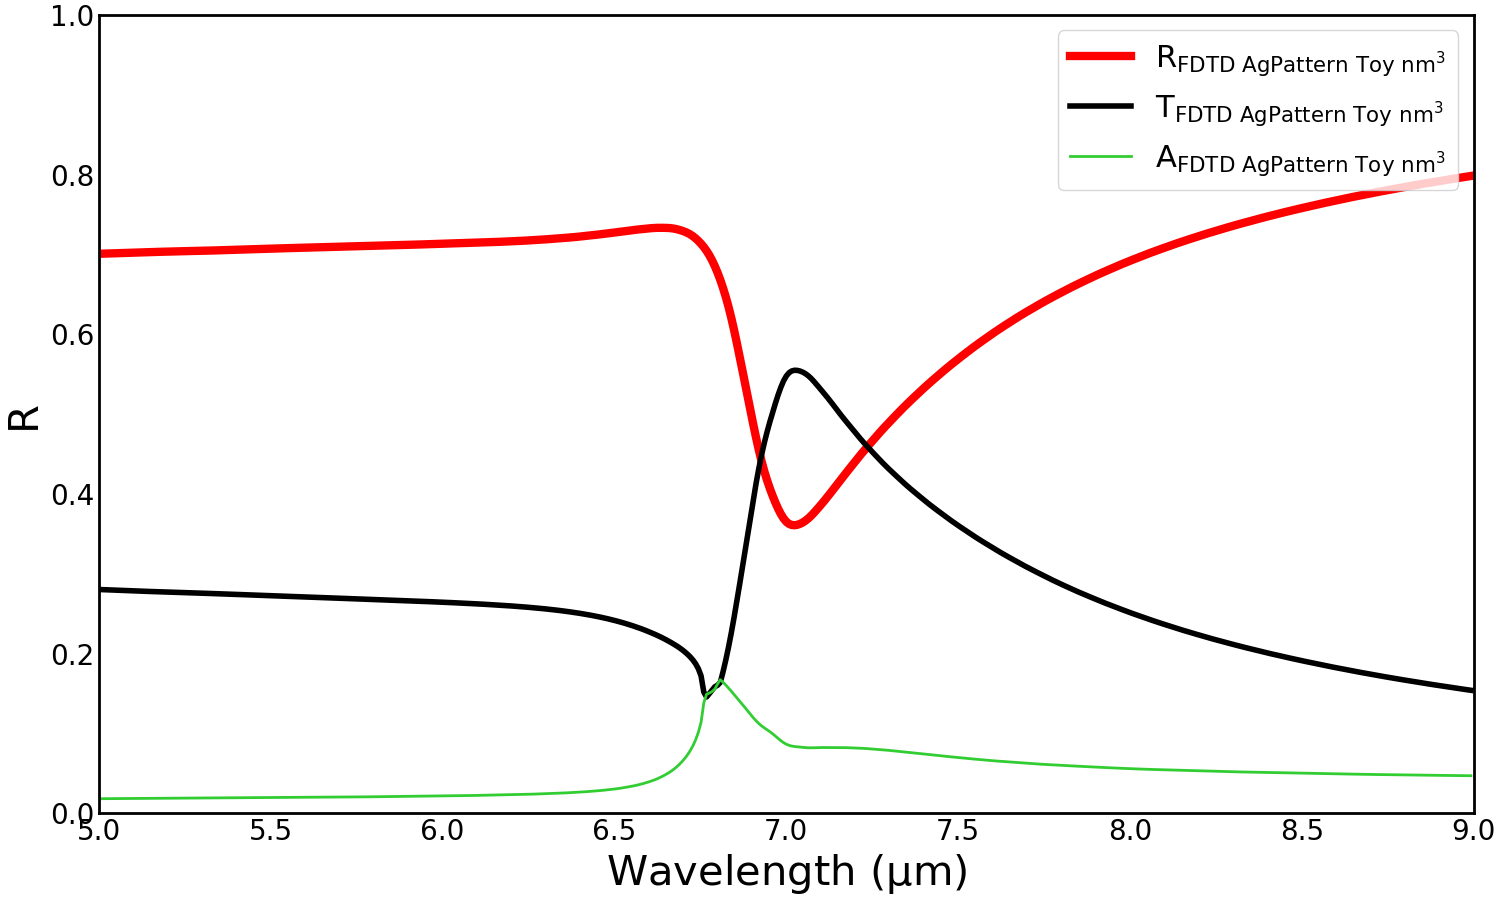 1.0
0.8
0.6
0.4
0.2
0.0
R
R_FDTD AgPattern Toy nm³
T_FDTD AgPattern Toy nm³
A_FDTD AgPattern Toy nm³
5.0 5.5 6.0 6.5 7.0 7.5 8.0 8.5 9.0
Wavelength (μm)